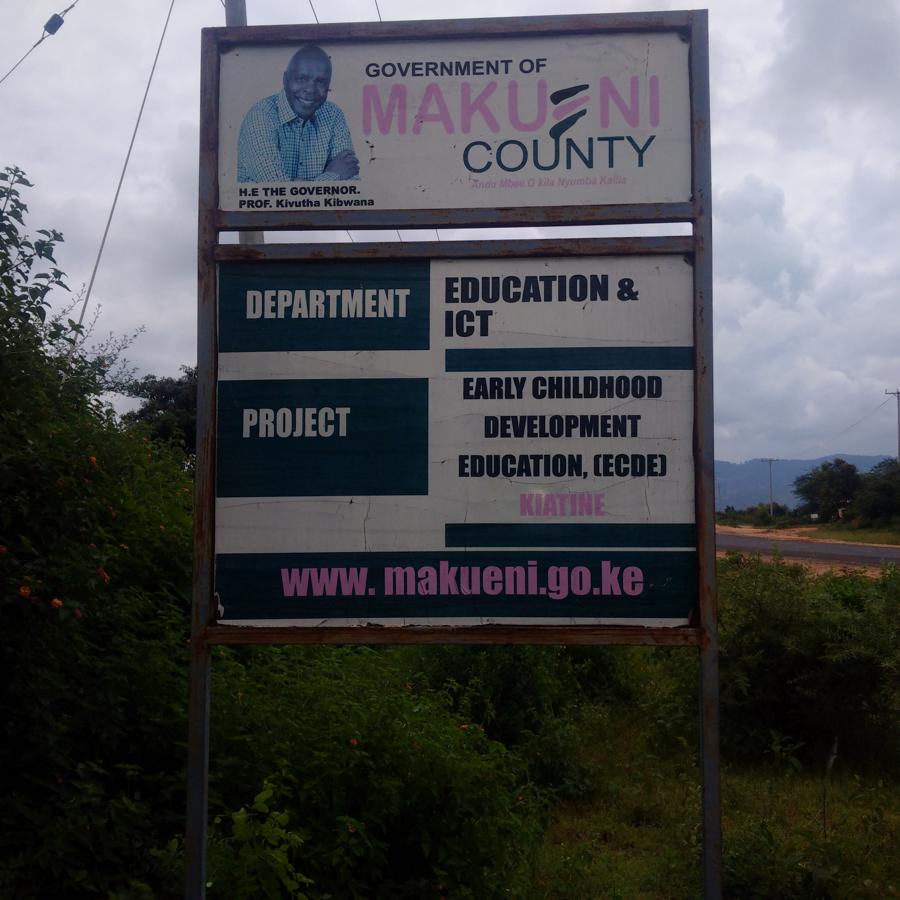 GOVERNMENT OF
MAKUENI
COUNTY
Andu Mbee O kila Nyumba Kalila
H.E THE GOVERNOR.
PROF. Kivutha Kibwana
DEPARTMENT
EDUCATION &
ICT
PROJECT
EARLY CHILDHOOD
DEVELOPMENT
EDUCATION, (ECDE)
KIATINE
www. makueni.go.ke